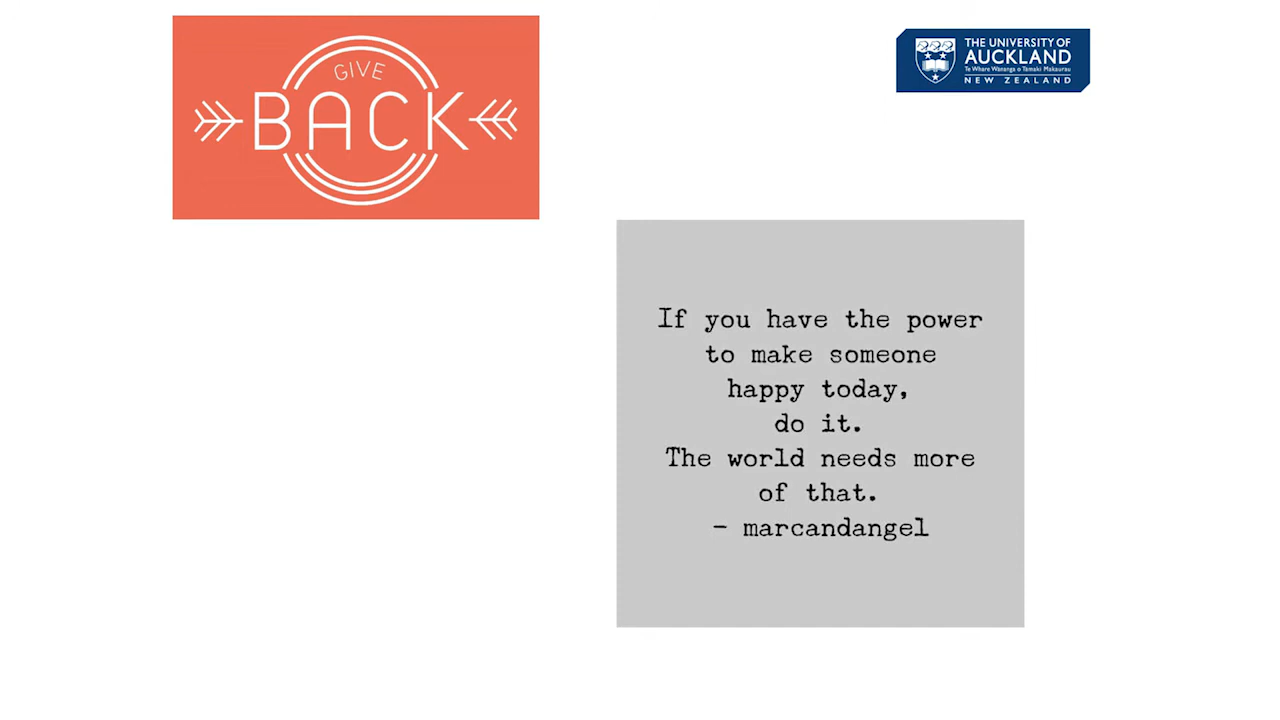 GIVE
BACK
THE UNIVERSITY OF
AUCKLAND
Te Whare Wānanga o Tāmaki Makaurau
NEW ZEALAND
If you have the power
to make someone
happy today,
do it.
The world needs more
of that.
- marcandangel